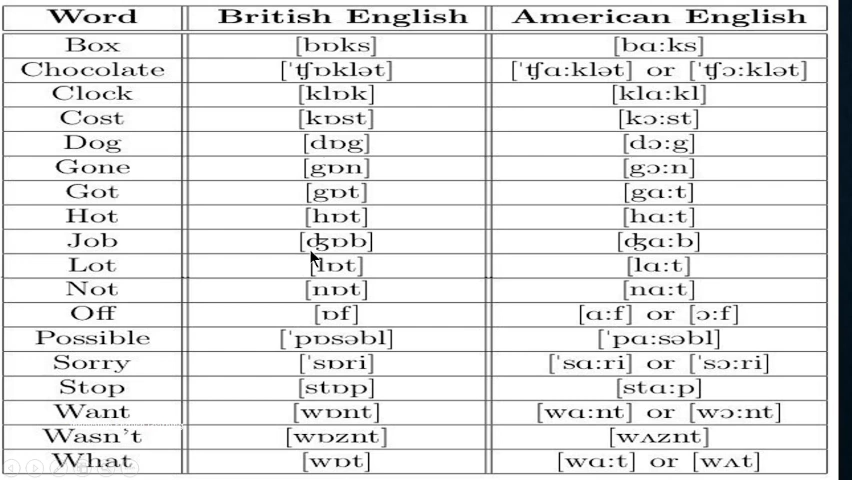 Word British English American English
Box [bɒks] [bɑːks]
Chocolate [ˈʧɒklət] [ˈʧɑːklət] or [ˈʧɔːklət]
Clock [klɒk] [klɑːkl]
Cost [kɒst] [kɔːst]
Dog [dɒg] [dɔːg]
Gone [gɒn] [gɔːn]
Got [gɒt] [gɑːt]
Hot [hɒt] [hɑːt]
Job [ʤɒb] [ʤɑːb]
Lot [lɒt] [lɑːt]
Not [nɒt] [nɑːt]
Off [ɒf] [ɑːf] or [ɔːf]
Possible [ˈpɒsəbl] [ˈpɑːsəbl]
Sorry [ˈsɒri] [ˈsɑːri] or [ˈsɔːri]
Stop [stɒp] [stɑːp]
Want [wɒnt] [wɑːnt] or [wɔːnt]
Wasn't [wɒznt] [wʌznt]
What [wɒt] [wɑːt] or [wʌt]